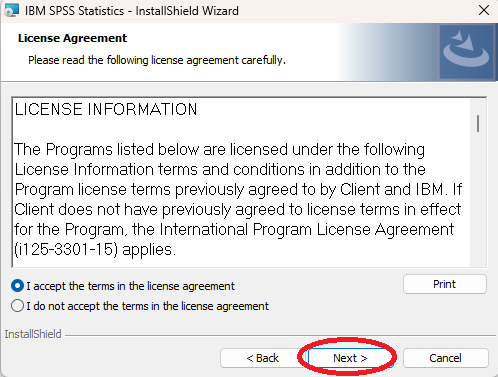 IBM SPSS Statistics - InstallShield Wizard
License Agreement
Please read the following license agreement carefully.
LICENSE INFORMATION
The Programs listed below are licensed under the following
License Information terms and conditions in addition to the
Program license terms previously agreed to by Client and IBM. If
Client does not have previously agreed to license terms in effect
for the Program, the International Program License Agreement
(i125-3301-15) applies.
I accept the terms in the license agreement
Print
I do not accept the terms in the license agreement
InstallShield
< Back
Next >
Cancel